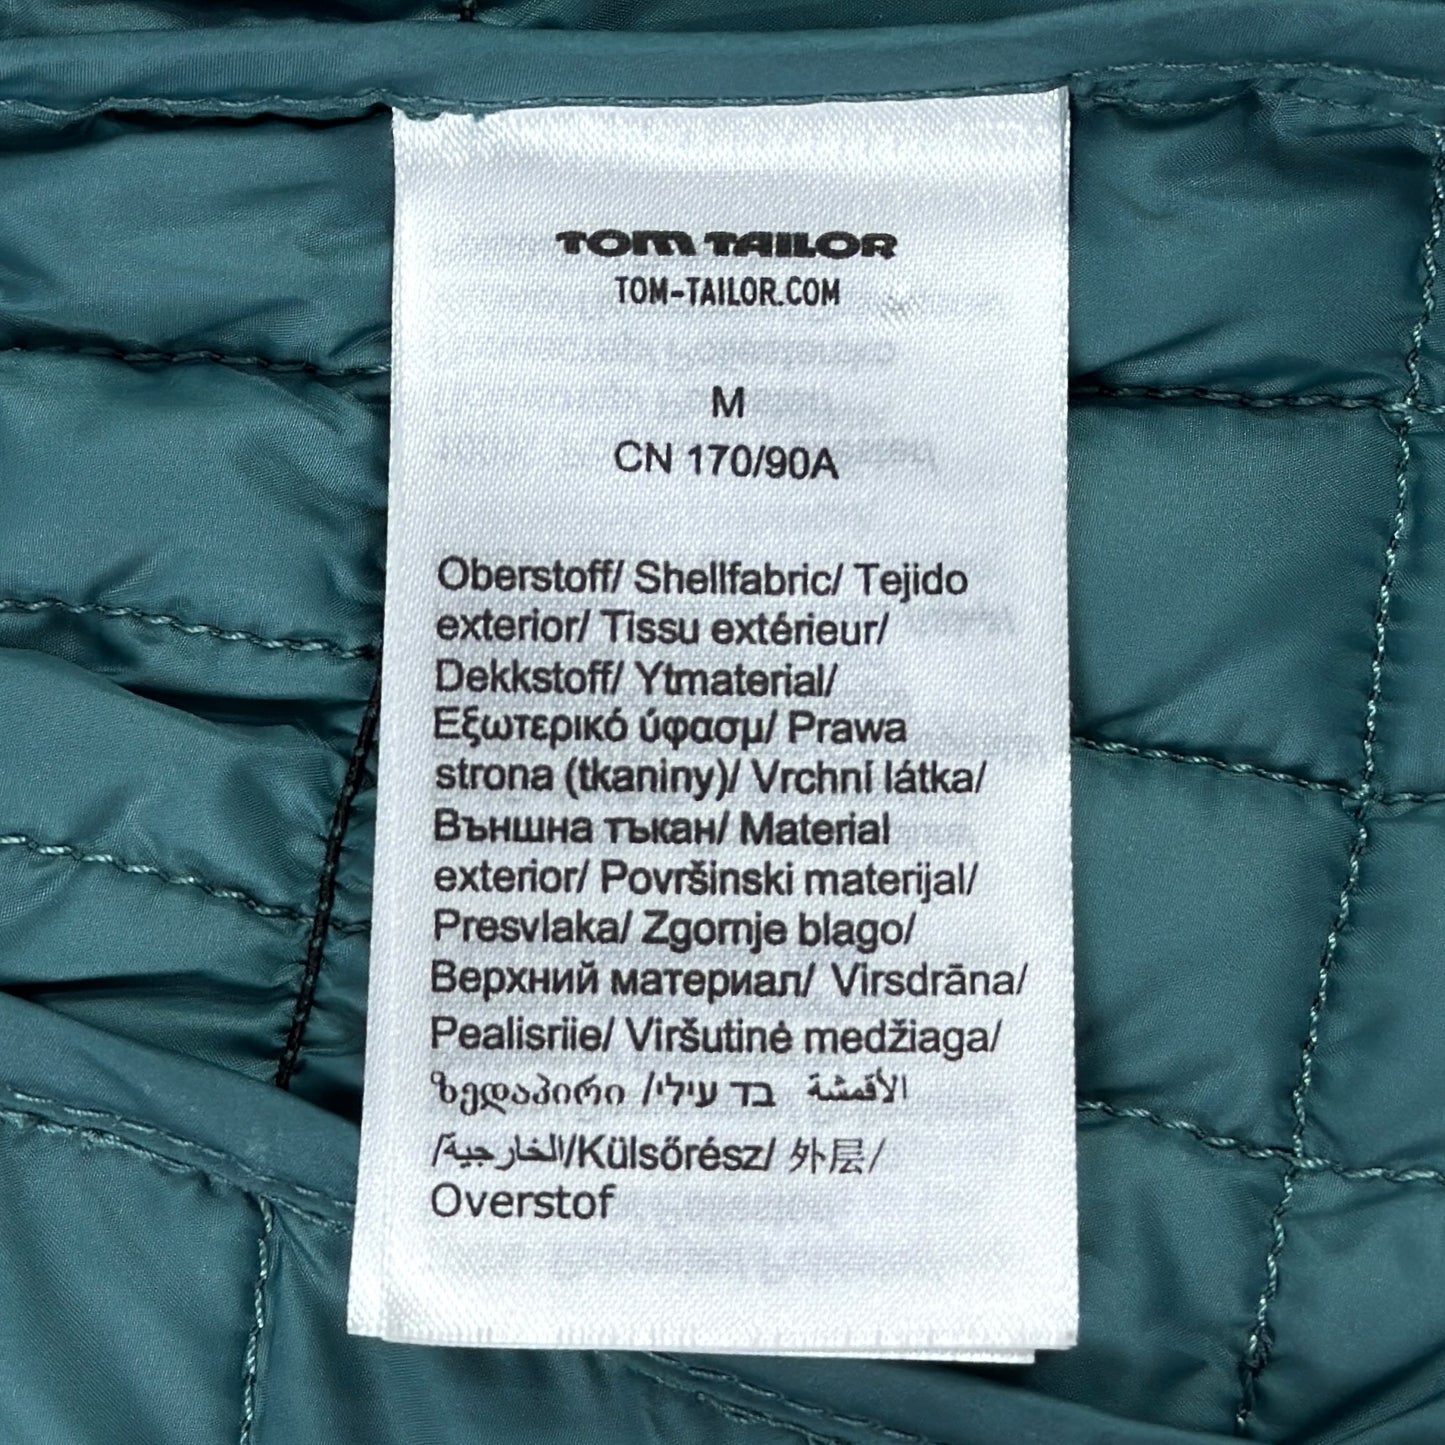 TOM TAILOR
TOM-TAILOR.COM
M
CN 170/90A
Oberstoff/ Shellfabric/ Tejido
exterior/ Tissu extérieur/
Dekkstoff/ Ytmaterial/
Εξωτερικό ύφασμ/ Prawa
strona (tkaniny)/ Vrchní látka/
Външна тъкан/ Material
exterior/ Površinski materijal/
Presvlaka/ Zgornje blago/
Верхний материал/ Virsdrāna/
Pealisriie/ Viršutinė medžiaga/
ზედაპირი /בד עילי/ الأقمشة
الخارجية/ /Külsőrész/ 外层/
Overstof